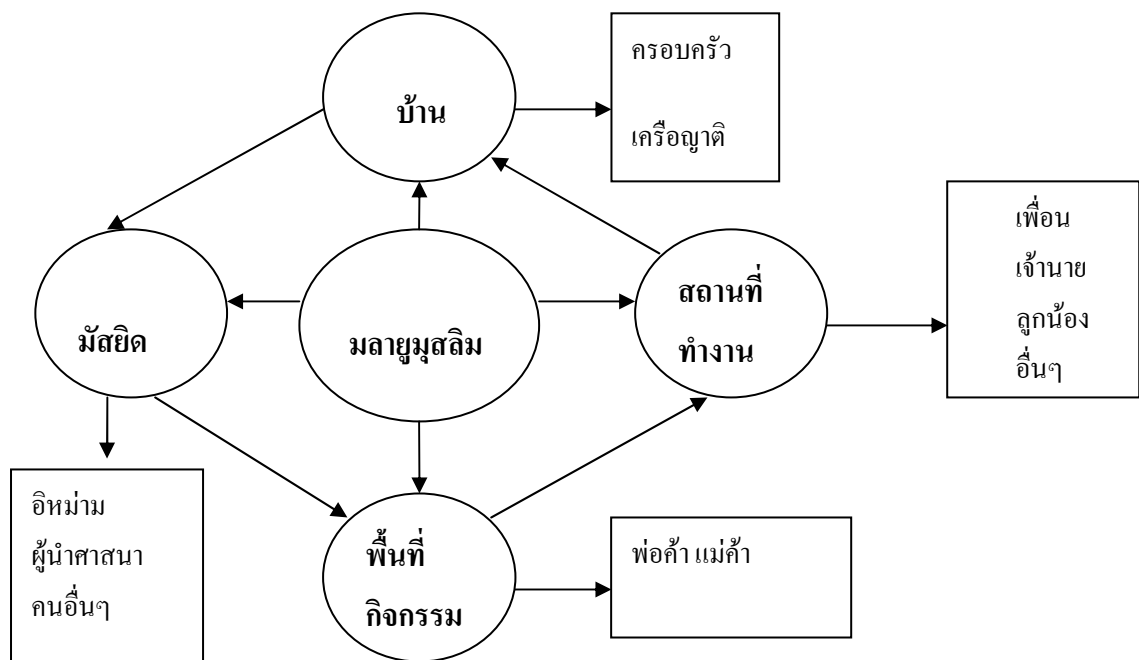 บ้าน
ครอบครัว
เครือญาติ
เพื่อน
เจ้านาย
ลูกน้อง
อื่นๆ
มัสยิด
มลายูมุสลิม
สถานที่
ทำงาน
อิหม่าม
ผู้นำศาสนา
คนอื่นๆ
พื้นที่
กิจกรรม
พ่อค้า แม่ค้า